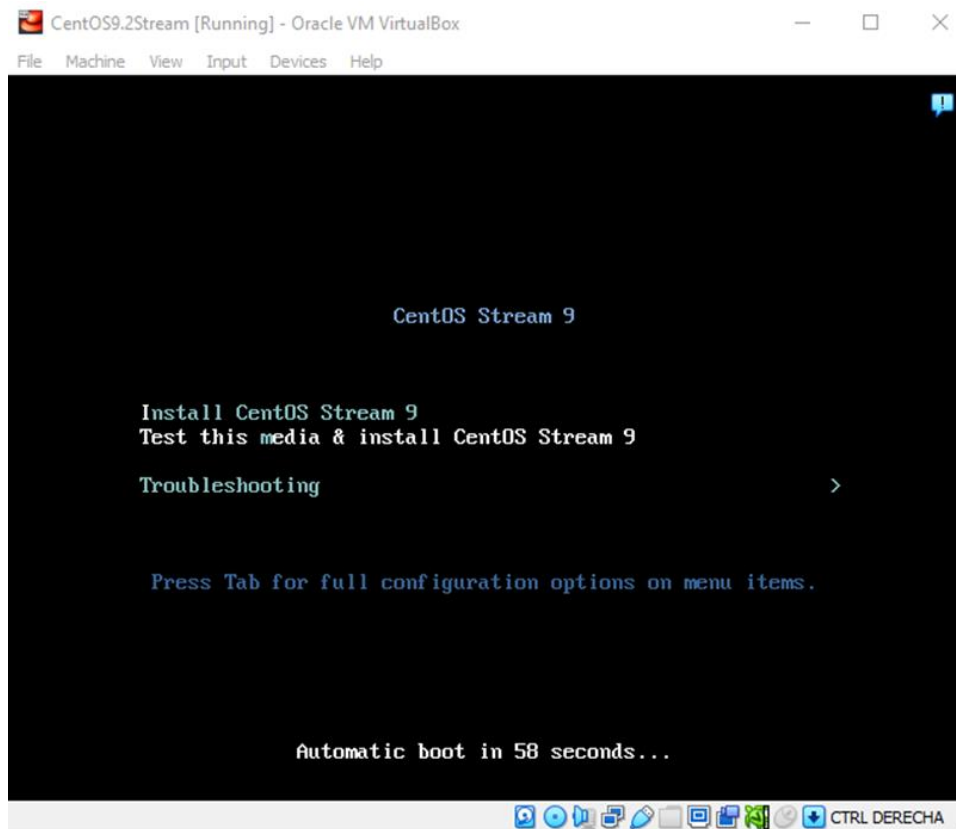 CentOS9.2Stream [Running] - Oracle VM VirtualBox
File Machine View Input Devices Help
CentOS Stream 9
Install CentOS Stream 9
Test this media & install CentOS Stream 9
Troubleshooting >
Press Tab for full configuration options on menu items.
Automatic boot in 58 seconds...
CTRL DERECHA